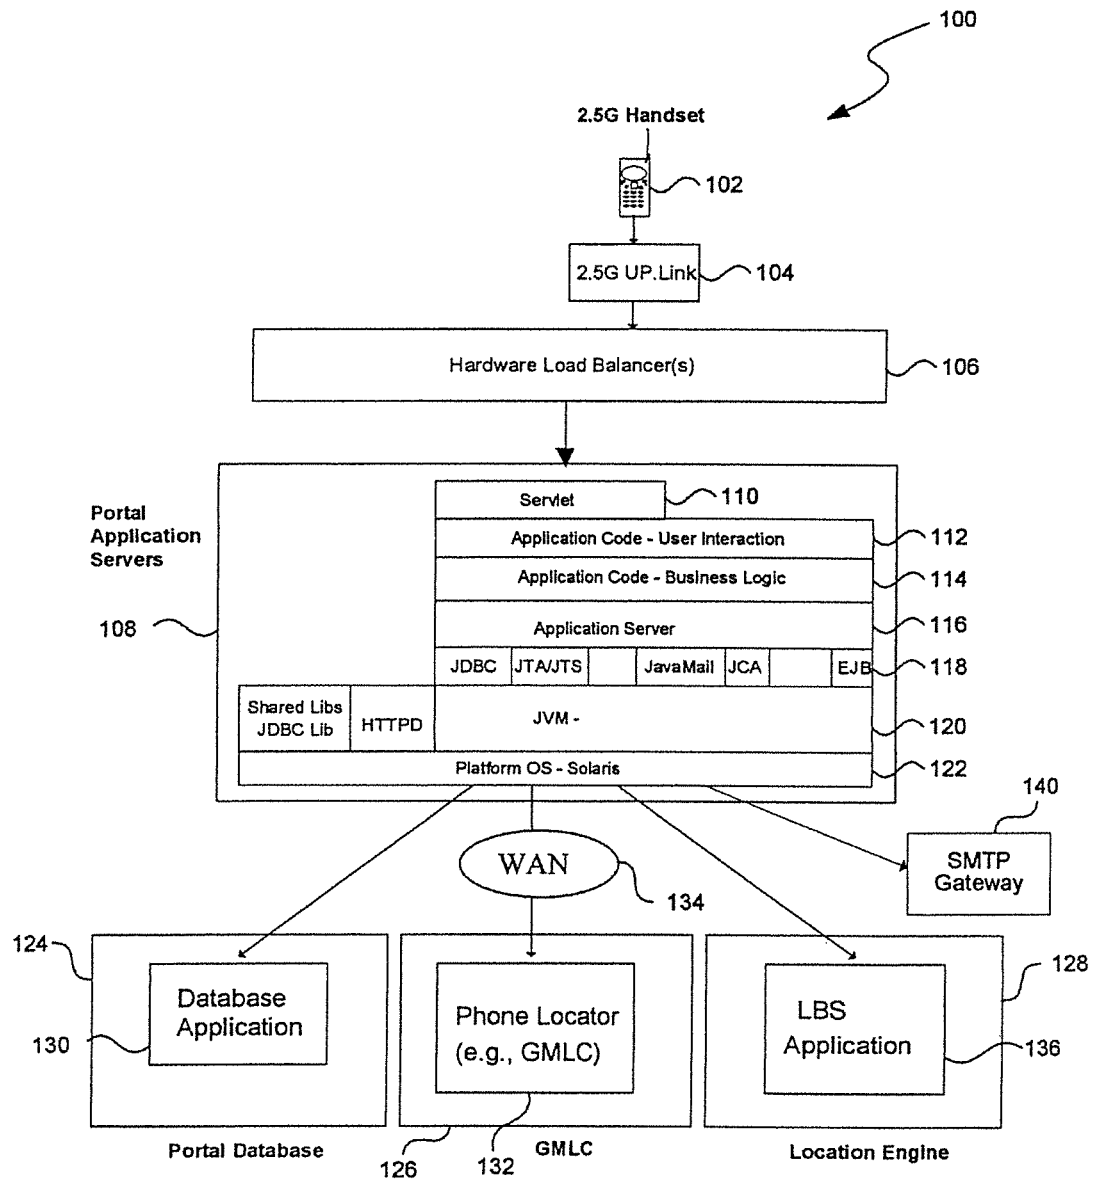 100
2.5G Handset
102
2.5G UP.Link
104
Hardware Load Balancer(s)
106
Portal
Application
Servers
108
Servlet
110
Application Code - User Interaction
112
Application Code - Business Logic
114
Application Server
116
JDBC
JTA/JTS
JavaMail
JCA
EJB
118
Shared Libs
JDBC Lib
HTTPD
JVM -
120
Platform OS - Solaris
122
140
SMTP
Gateway
WAN
134
124
Database
Application
130
Portal Database
Phone Locator
(e.g., GMLC)
126
132
GMLC
128
LBS
Application
136
Location Engine